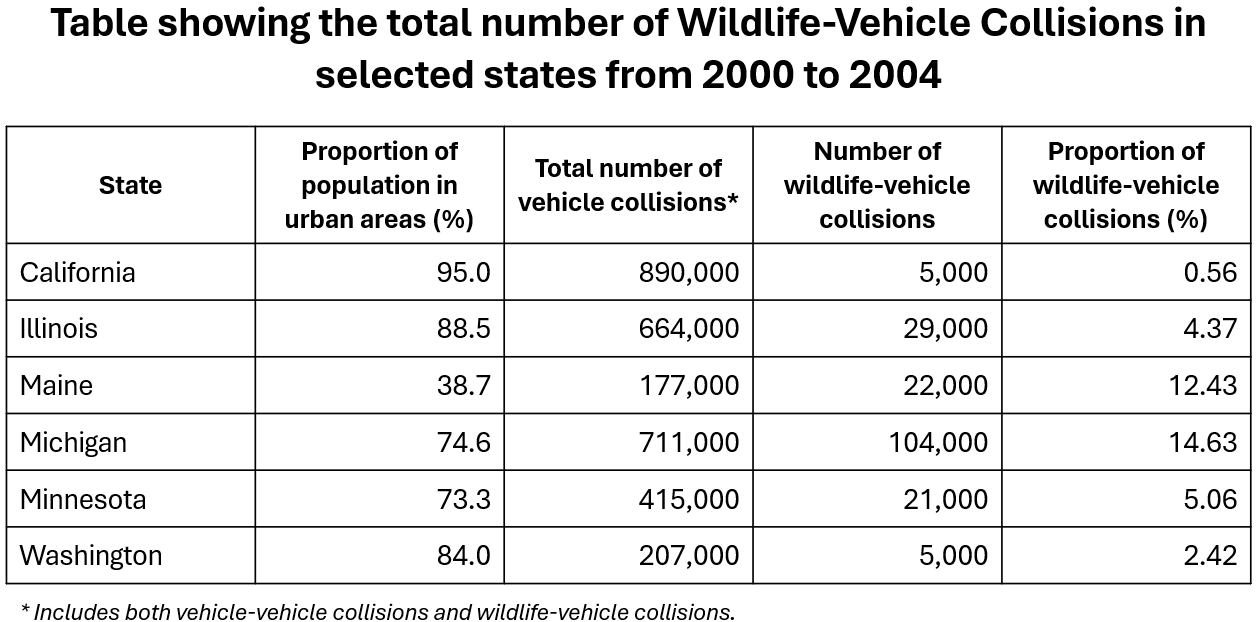 Table showing the total number of Wildlife-Vehicle Collisions in
selected states from 2000 to 2004
State
Proportion of
population in
urban areas (%)
Total number of
vehicle collisions*
Number of
wildlife-vehicle
collisions
Proportion of
wildlife-vehicle
collisions (%)
California 95.0 890,000 5,000 0.56
Illinois 88.5 664,000 29,000 4.37
Maine 38.7 177,000 22,000 12.43
Michigan 74.6 711,000 104,000 14.63
Minnesota 73.3 415,000 21,000 5.06
Washington 84.0 207,000 5,000 2.42
* Includes both vehicle-vehicle collisions and wildlife-vehicle collisions.